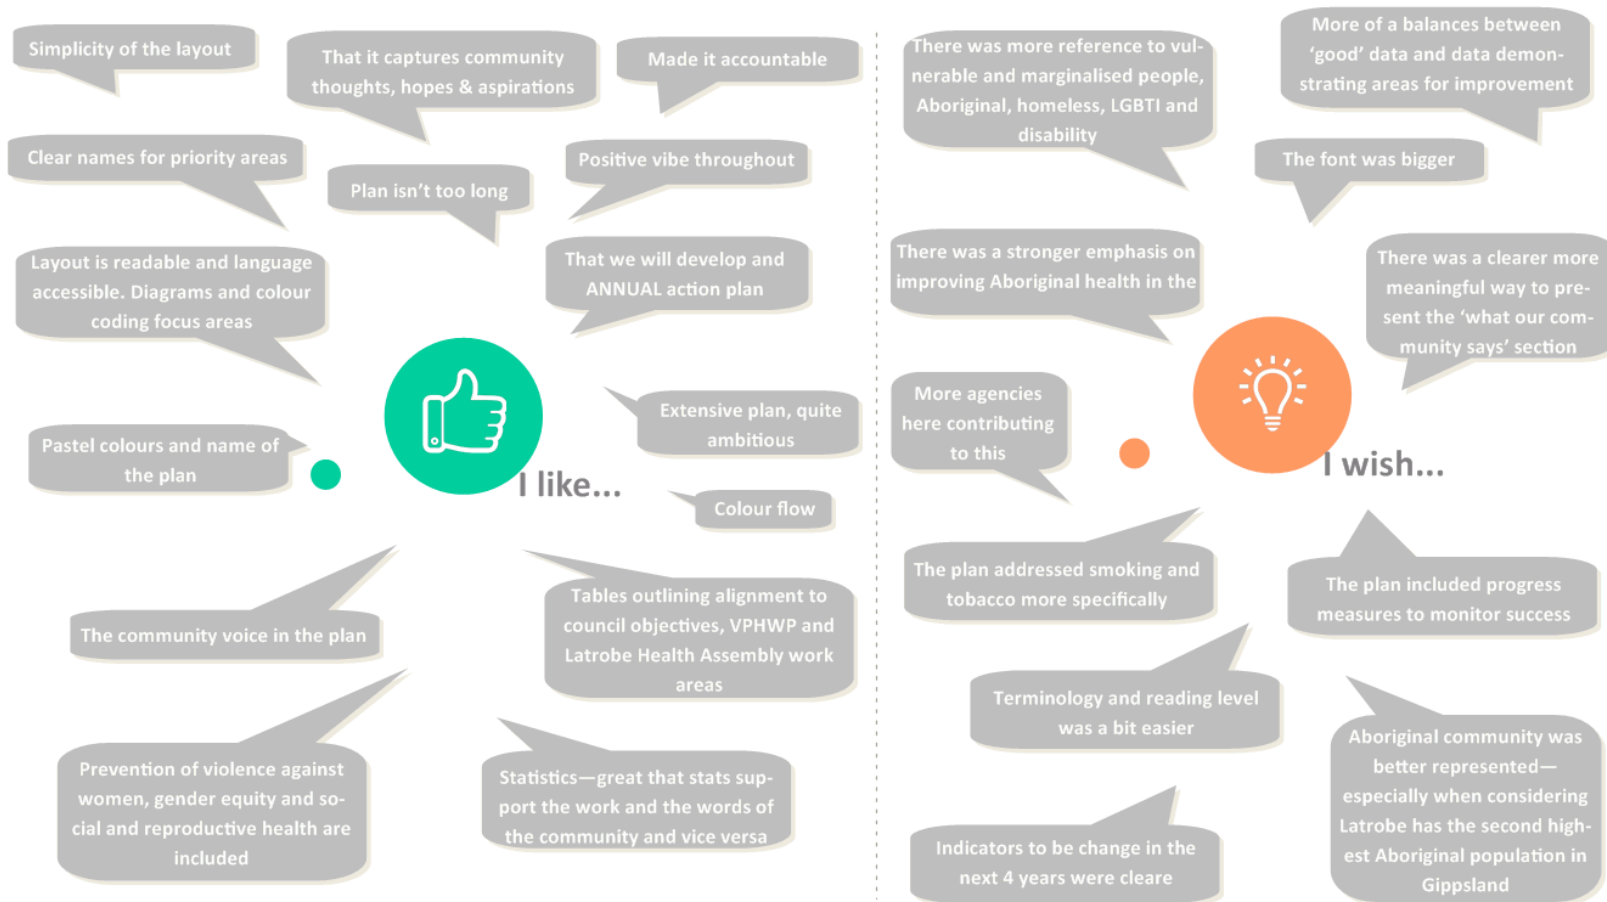 Simplicity of the layout
That it captures community
thoughts, hopes & aspirations
Made it accountable
Clear names for priority areas
Plan isn't too long
Positive vibe throughout
Layout is readable and language
accessible. Diagrams and colour
coding focus areas
That we will develop and
ANNUAL action plan
Pastel colours and name of
the plan
Extensive plan, quite
ambitious
I like...
Colour flow
The community voice in the plan
Tables outlining alignment to
council objectives, VPHWP and
Latrobe Health Assembly work
areas
Prevention of violence against
women, gender equity and so-
cial and reproductive health are
included
Statistics—great that stats sup-
port the work and the words of
the community and vice versa
There was more reference to vul-
nerable and marginalised people,
Aboriginal, homeless, LGBTI and
disability
More of a balances between
'good' data and data demon-
strating areas for improvement
The font was bigger
There was a stronger emphasis on
improving Aboriginal health in the
There was a clearer more
meaningful way to pre-
sent the 'what our com-
munity says' section
More agencies
here contributing
to this
I wish...
The plan addressed smoking and
tobacco more specifically
The plan included progress
measures to monitor success
Terminology and reading level
was a bit easier
Aboriginal community was
better represented—
especially when considering
Latrobe has the second high-
est Aboriginal population in
Gippsland
Indicators to be change in the
next 4 years were cleare